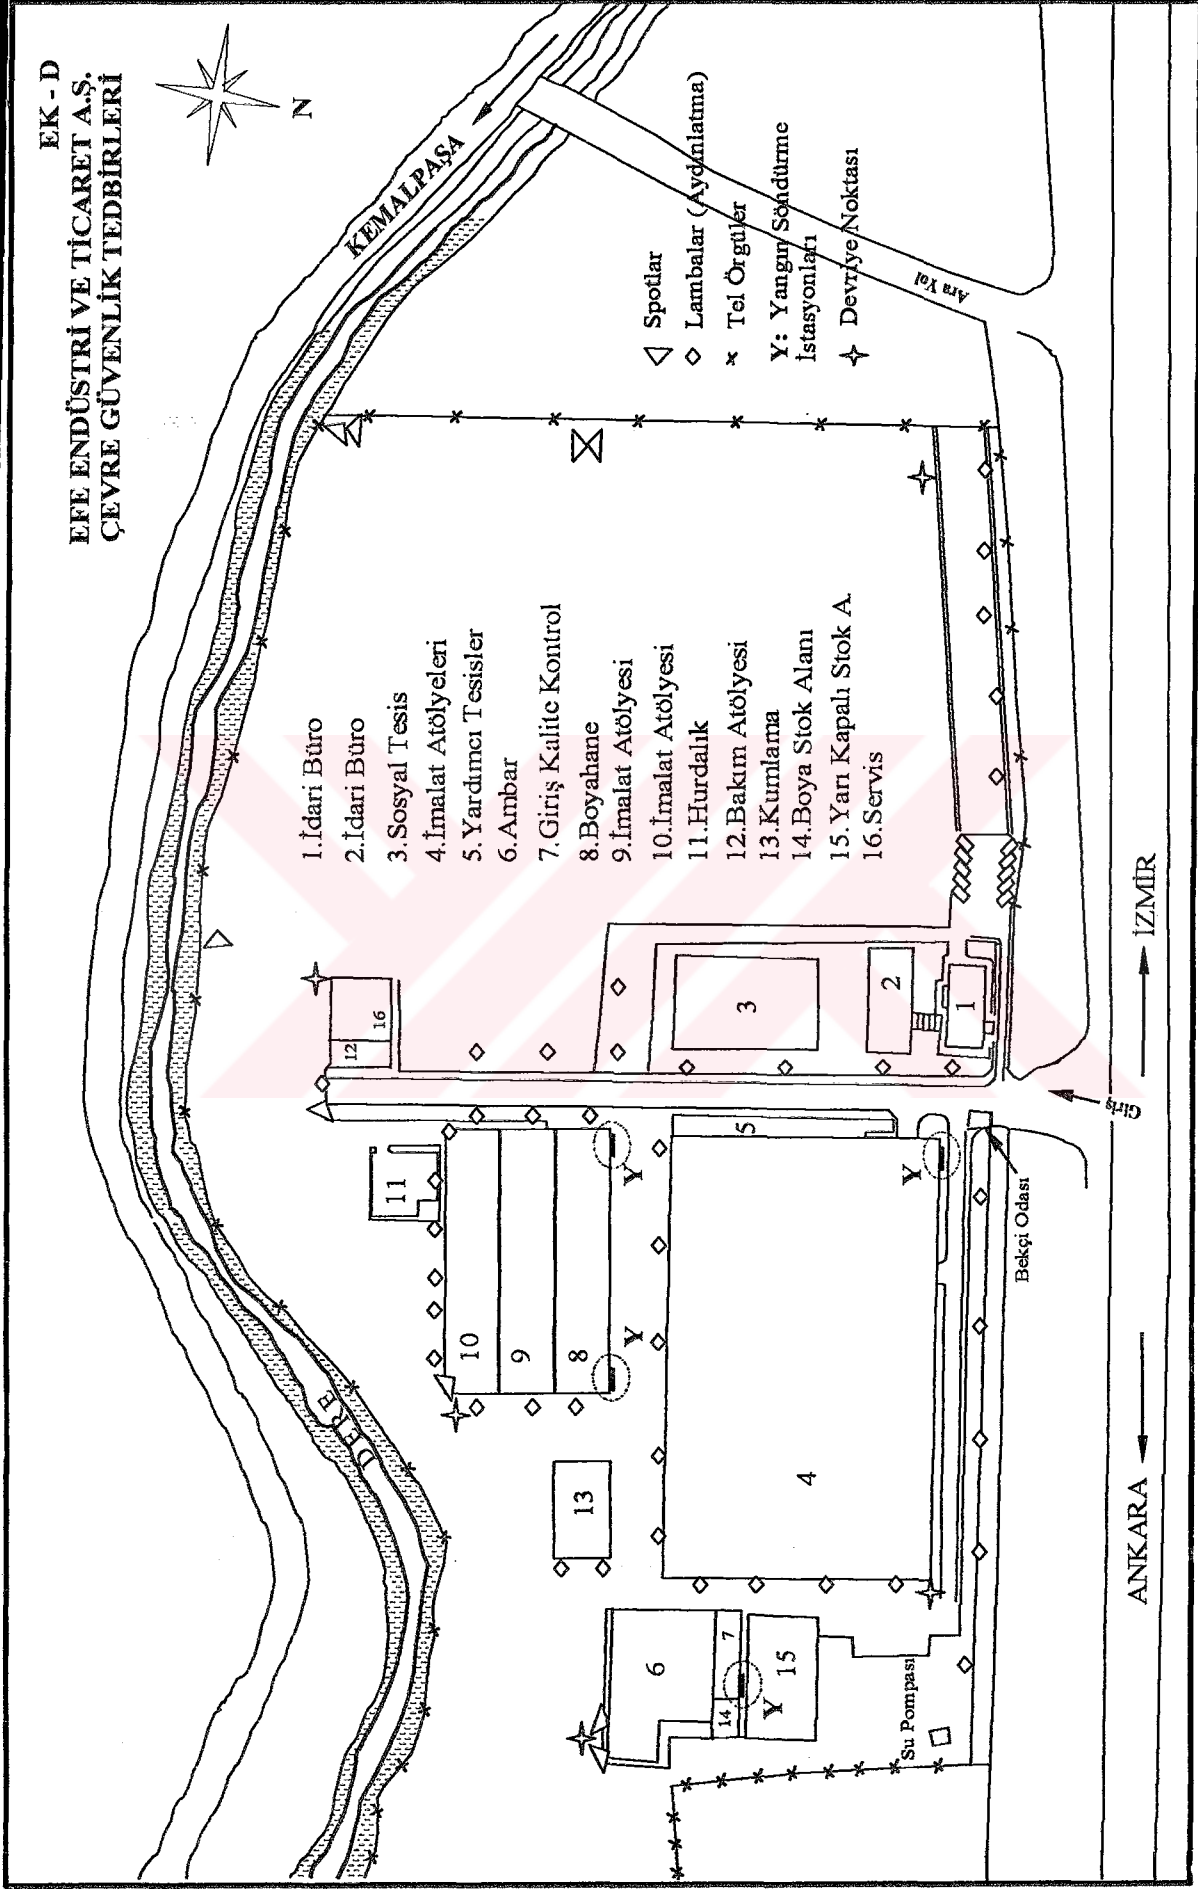 EK - D
EFE ENDÜSTRİ VE TİCARET A.Ş.
ÇEVRE GÜVENLİK TEDBİRLERİ
N
KEMALPAŞA
Spotlar
Lambalar (Aydınlatma)
Tel Örgüler
Y: Yangın Söndürme
İstasyonları
Devriye Noktası
Ara Yol
1.İdari Büro
2.İdari Büro
3.Sosyal Tesis
4.İmalat Atölyeleri
5.Yardımcı Tesisler
6.Ambar
7.Giriş Kalite Kontrol
8.Boyahane
9.İmalat Atölyesi
10.İmalat Atölyesi
11.Hurdalık
12.Bakım Atölyesi
13.Kumlama
14.Boya Stok Alanı
15.Yarı Kapalı Stok A.
16.Servis
DERE
12
16
3
2
1
11
10
9
8
Y
Y
5
Y
4
13
6
7
14
15
Y
Su Pompası
Bekçi Odası
Giriş
ANKARA
İZMİR